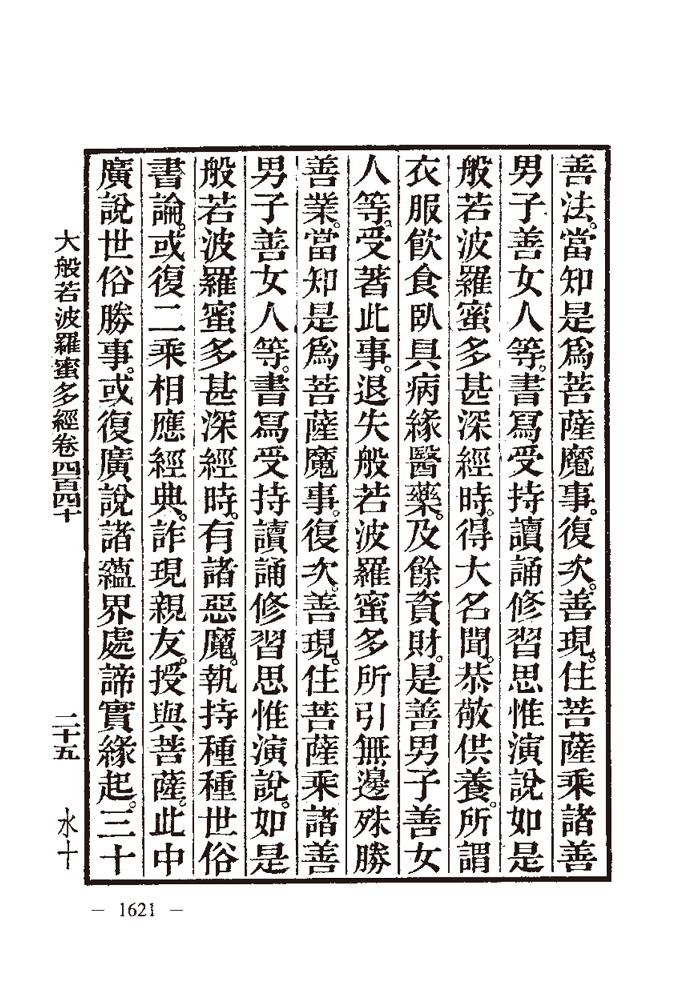 善法。當知是爲菩薩魔事。復次。善現。住菩薩乘諸善
男子善女人等。書寫受持讀誦修習思惟演說如是
般若波羅蜜多甚深經時。得大名聞。恭敬供養。所謂
衣服飮食臥具病緣醫藥。及餘資財。是善男子善女
人等。受著此事。退失般若波羅蜜多所引無邊殊勝
善業。當知是爲菩薩魔事。復次。善現。住菩薩乘諸善
男子善女人等。書寫受持讀誦修習思惟演說。如是
般若波羅蜜多甚深經時。有諸惡魔。執持種種世俗
書論。或復二乘相應經典。詐現親友。授與菩薩。此中
廣說世俗勝事。或復廣說諸蘊界處諦實緣起。三十
大般若波羅蜜多經卷四百四十 二十五 水十
— 1621 —